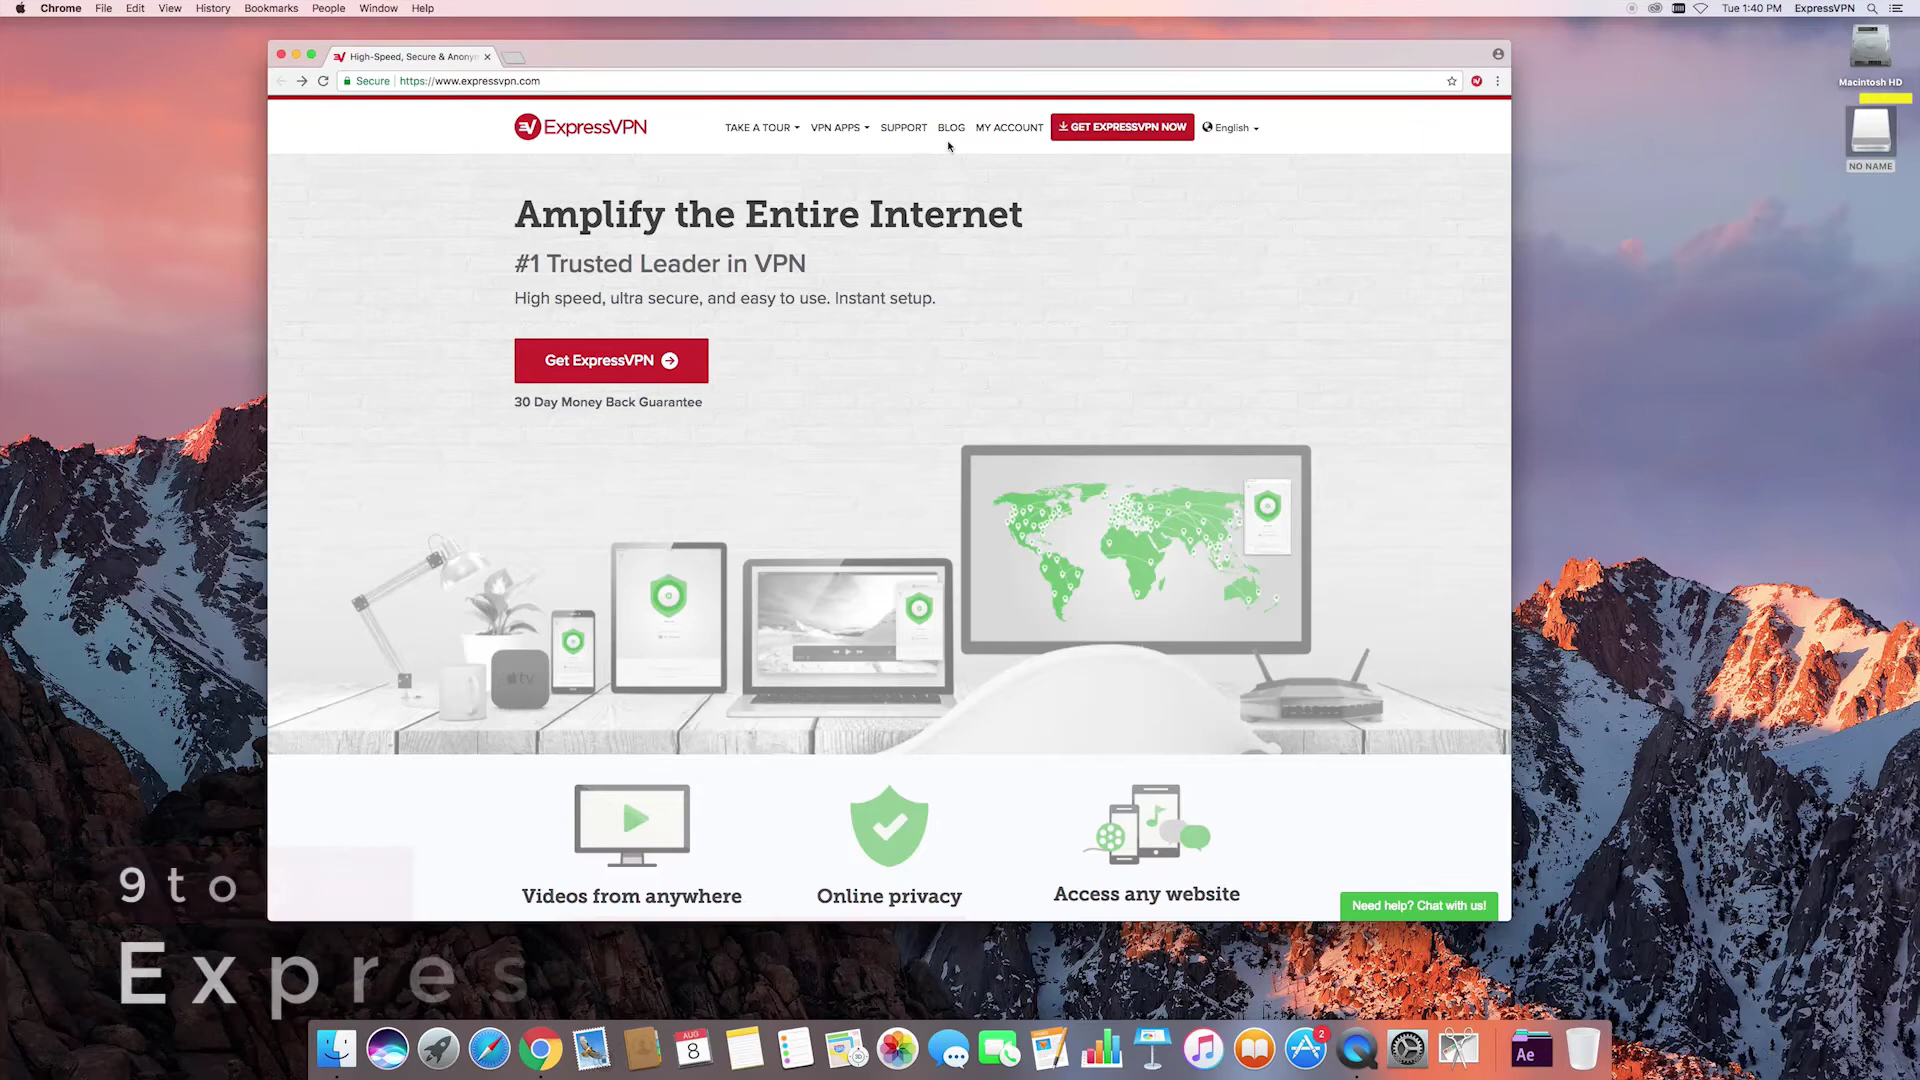 Chrome File Edit View History Bookmarks People Window Help
Tue 1:40 PM ExpressVPN
High-Speed, Secure & Anony
Secure https://www.expressvpn.com
Macintosh HD
NO NAME
ExpressVPN
TAKE A TOUR VPN APPS SUPPORT BLOG MY ACCOUNT GET EXPRESSVPN NOW English
Amplify the Entire Internet
#1 Trusted Leader in VPN
High speed, ultra secure, and easy to use. Instant setup.
Get ExpressVPN
30 Day Money Back Guarantee
tv
Videos from anywhere
Online privacy
Access any website
Need help? Chat with us!
9to
Expres
AUG
8
2
Ae